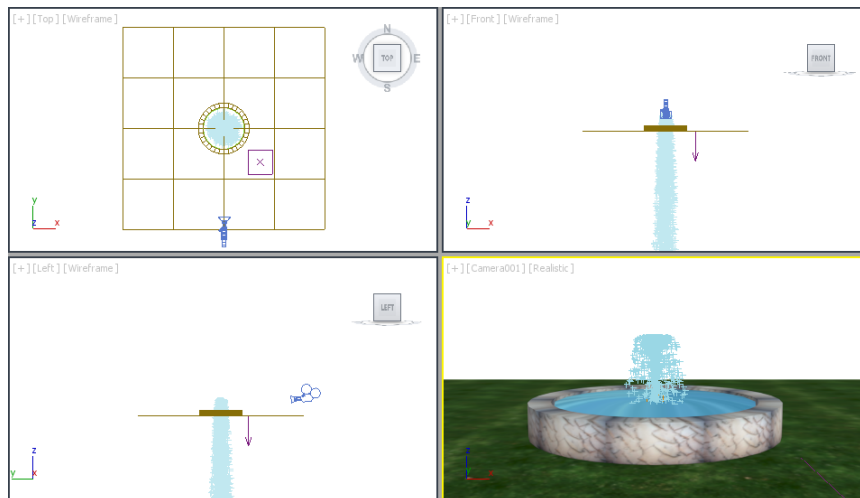 [+] [Top] [Wireframe]
N
W TOP E
S
y
z x
[+] [Front] [Wireframe]
FRONT
z
y x
[+] [Left] [Wireframe]
LEFT
z
y
[+] [Camera001] [Realistic]
z
x